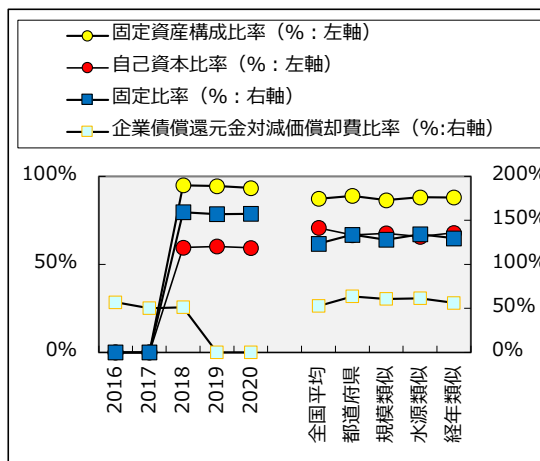 固定資産構成比率（%：左軸）
自己資本比率（%：左軸）
固定比率（%：右軸）
企業債償還元金対減価償却費比率（%:右軸）
100%
50%
0%
200%
150%
100%
50%
0%
2016
2017
2018
2019
2020
全国平均
都道府県
規模類似
水源類似
経年類似